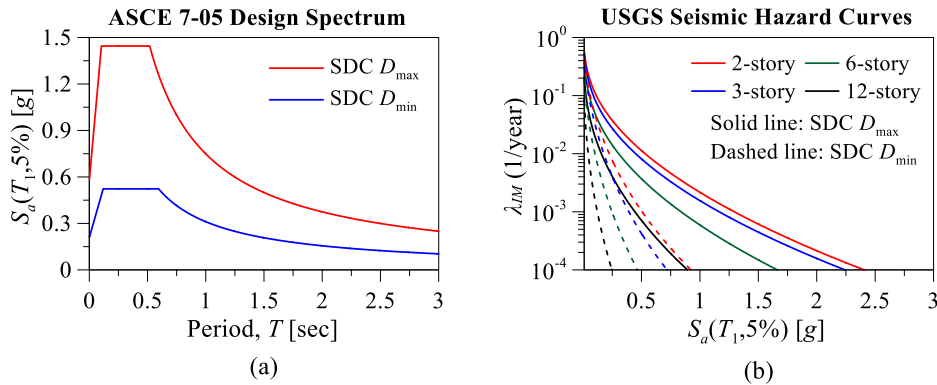 ASCE 7-05 Design Spectrum
1.5
1.2
0.9
0.6
0.3
0
Sa(T1,5%) [g]
SDC Dmax
SDC Dmin
0 0.5 1 1.5 2 2.5 3
Period, T [sec]
(a)
USGS Seismic Hazard Curves
10^0
10^-1
10^-2
10^-3
10^-4
λIM (1/year)
2-story 6-story
3-story 12-story
Solid line: SDC Dmax
Dashed line: SDC Dmin
0.5 1 1.5 2 2.5 3
Sa(T1,5%) [g]
(b)